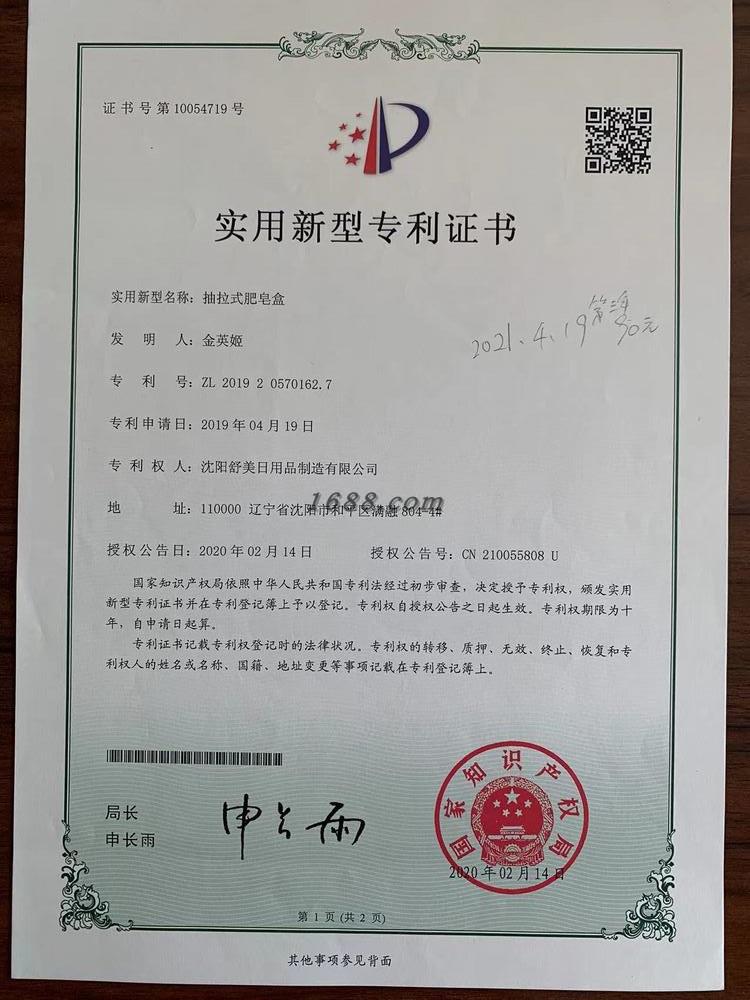 证书号第10054719号
实用新型专利证书
实用新型名称：抽拉式肥皂盒
发明人：金英姬
2021.4.19 第三年
90元
专利号：ZL 2019 2 0570162.7
专利申请日：2019年04月19日
专利权人：沈阳舒美日用品制造有限公司
地址：110000 辽宁省沈阳市和平区满融804-4#
1688.com
授权公告日：2020年02月14日 授权公告号：CN 210055808 U
国家知识产权局依照中华人民共和国专利法经过初步审查，决定授予专利权，颁发实用
新型专利证书并在专利登记簿上予以登记。专利权自授权公告之日起生效。专利权期限为十
年，自申请日起算。
专利证书记载专利权登记时的法律状况。专利权的转移、质押、无效、终止、恢复和专
利权人的姓名或名称、国籍、地址变更等事项记载在专利登记簿上。
局长
申长雨
申长雨
国家知识产权局
2020年02月14日
第1页(共2页)
其他事项参见背面